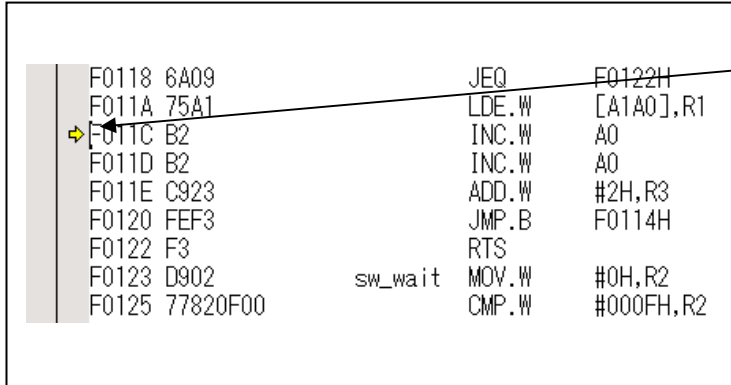 F0118 6A09 JEQ F0122H
F011A 75A1 LDE.W [A1A0],R1
F011C B2 INC.W A0
F011D B2 INC.W A0
F011E C923 ADD.W #2H,R3
F0120 FEF3 JMP.B F0114H
F0122 F3 RTS
F0123 D902 sw_wait MOV.W #0H,R2
F0125 77820F00 CMP.W #000FH,R2